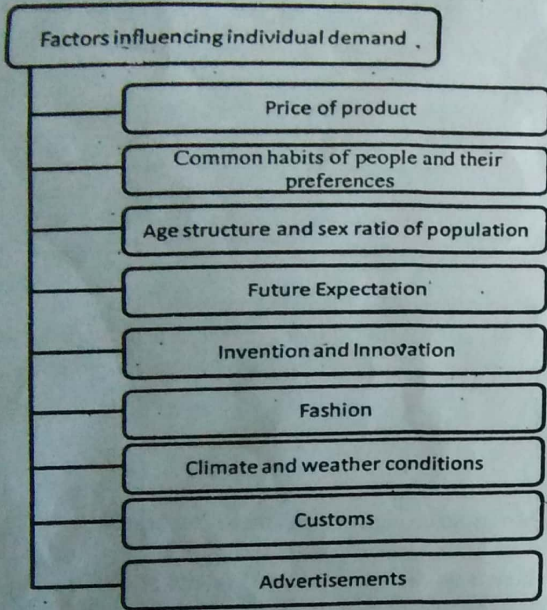 Factors influencing individual demand
Price of product
Common habits of people and their
preferences
Age structure and sex ratio of population
Future Expectation
Invention and Innovation
Fashion
Climate and weather conditions
Customs
Advertisements